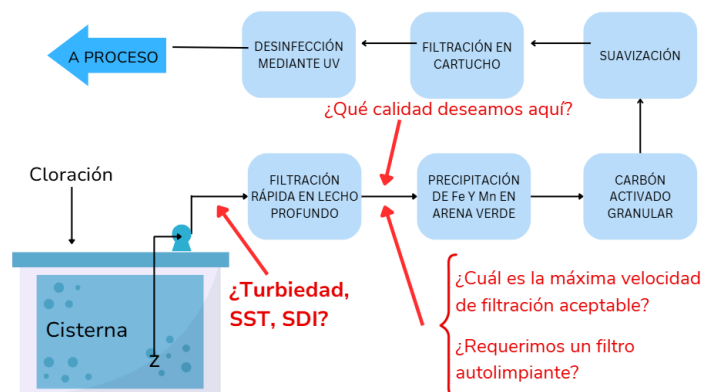 A PROCESO
DESINFECCIÓN
MEDIANTE UV
FILTRACIÓN EN
CARTUCHO
SUAVIZACIÓN
¿Qué calidad deseamos aquí?
Cloración
FILTRACIÓN
RÁPIDA EN LECHO
PROFUNDO
PRECIPITACIÓN
DE Fe Y Mn EN
ARENA VERDE
CARBÓN
ACTIVADO
GRANULAR
¿Turbiedad,
SST, SDI?
¿Cuál es la máxima velocidad
de filtración aceptable?
¿Requerimos un filtro
autolimpiante?
Cisterna
z